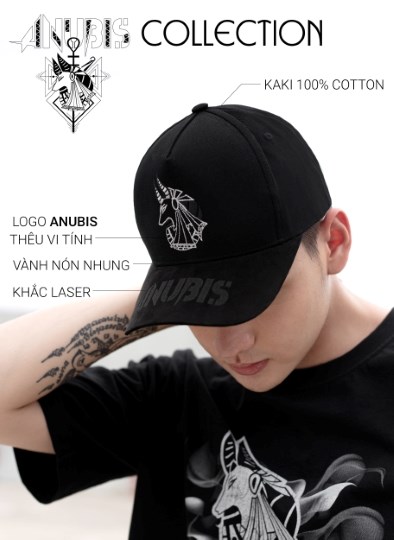 ANUBIS COLLECTION
KAKI 100% COTTON
LOGO ANUBIS
THÊU VI TÍNH
VÀNH NÓN NHUNG
KHẮC LASER
ANUBIS